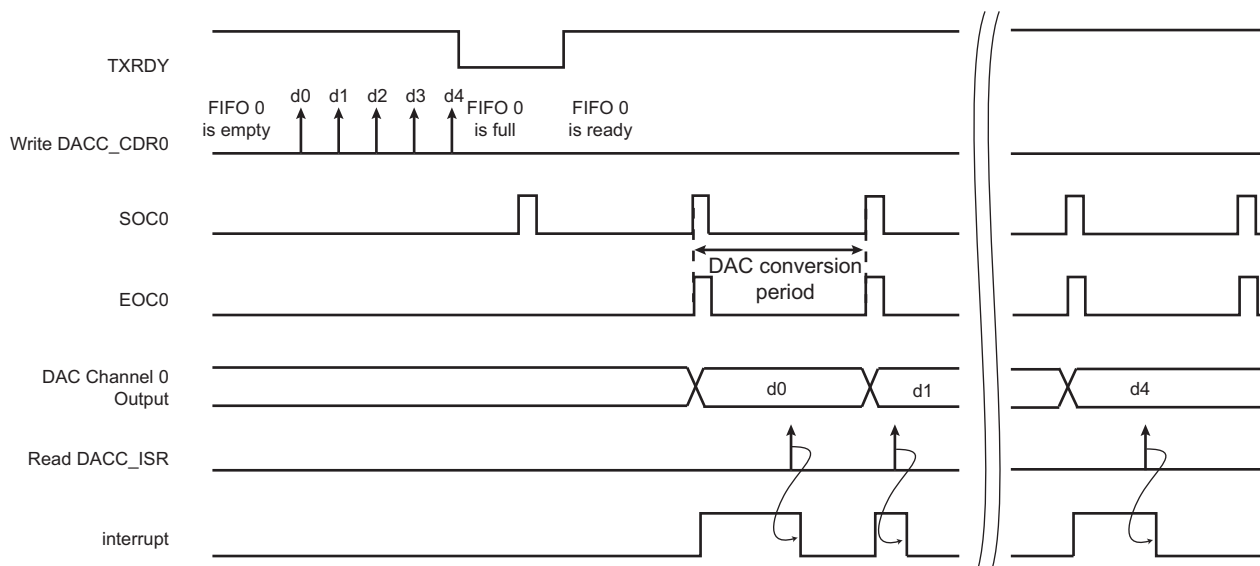 TXRDY
FIFO 0
is empty
d0
d1
d2
d3
d4
FIFO 0
is full
FIFO 0
is ready
Write DACC_CDR0
SOC0
DAC conversion
period
EOC0
DAC Channel 0
Output
d0
d1
d4
Read DACC_ISR
interrupt